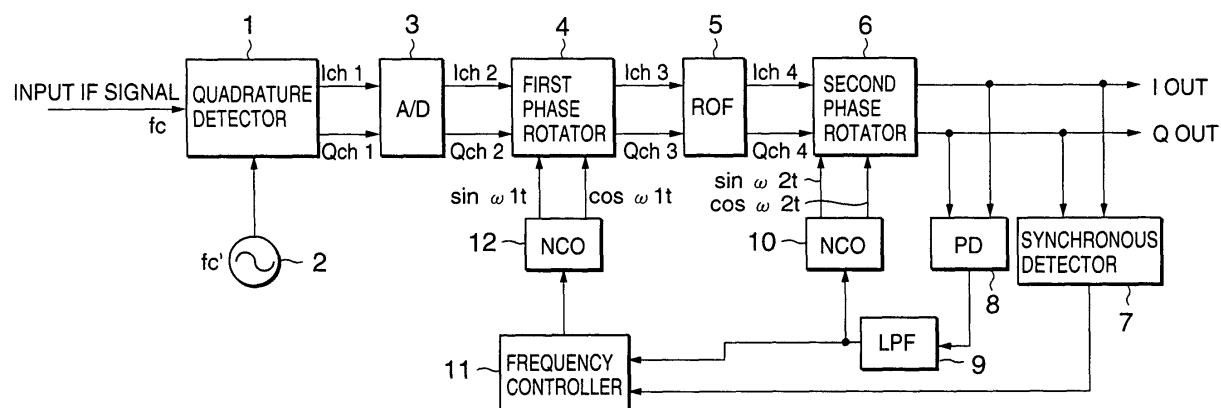 1
3
4
5
6
INPUT IF SIGNAL
fc
QUADRATURE
DETECTOR
Ich 1
Qch 1
A/D
Ich 2
Qch 2
FIRST
PHASE
ROTATOR
Ich 3
Qch 3
ROF
Ich 4
Qch 4
SECOND
PHASE
ROTATOR
I OUT
Q OUT
sin ω 1t
cos ω 1t
sin ω 2t
cos ω 2t
fc'
2
12
NCO
10
NCO
PD
8
SYNCHRONOUS
DETECTOR
7
LPF
9
11
FREQUENCY
CONTROLLER